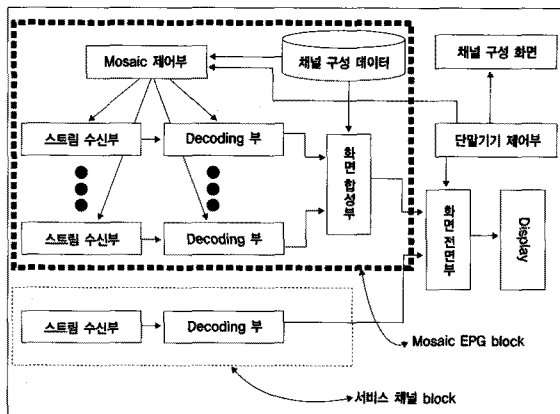 Mosaic 제어부
채널 구성 데이터
채널 구성 화면
스트림 수신부
Decoding 부
화면 합성부
단말기기 제어부
스트림 수신부
Decoding 부
화면 전면부
Display
스트림 수신부
Decoding 부
Mosaic EPG block
서비스 채널 block